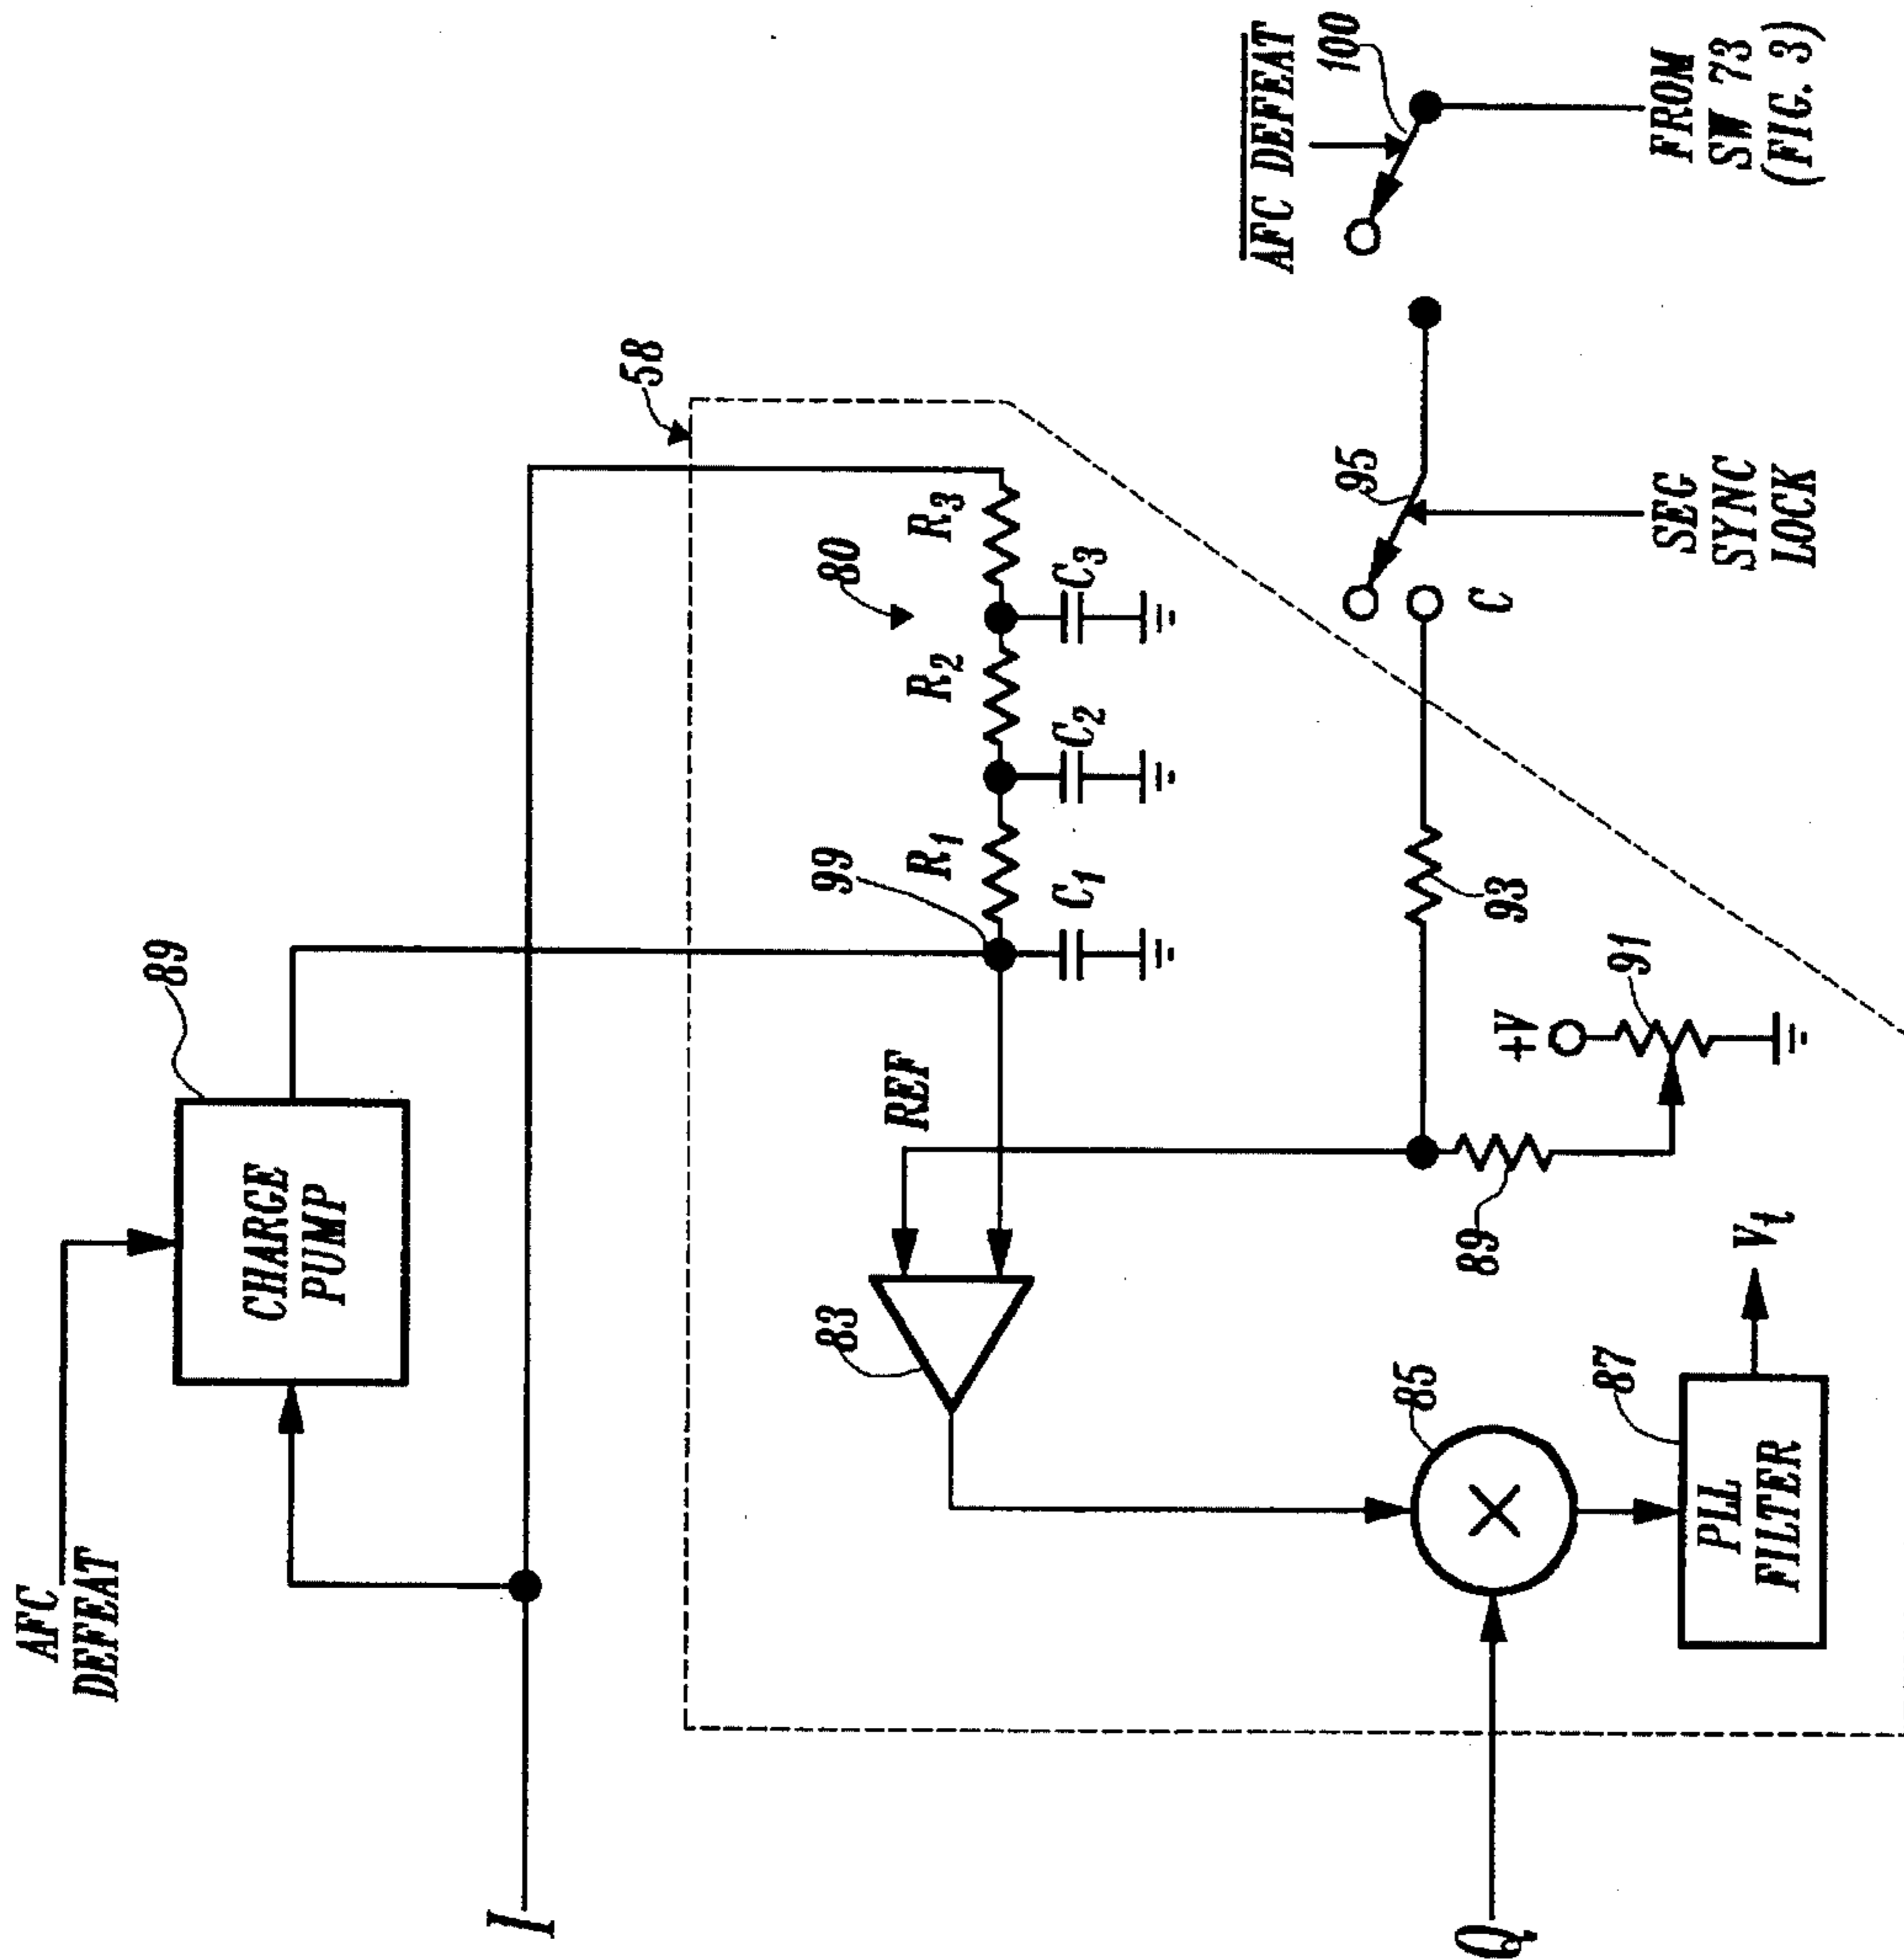 AFC
DEFEAT
89
CHARGE
PUMP
I
58
99
80
R1
R2
R3
C1
C2
C3
REF
83
AFC DEFEAT
100
95
C
93
+V
91
89
85
Q
87
PLL
FILTER
Vt
SEG
SYNC
LOCK
FROM
SW 73
(FIG. 3)